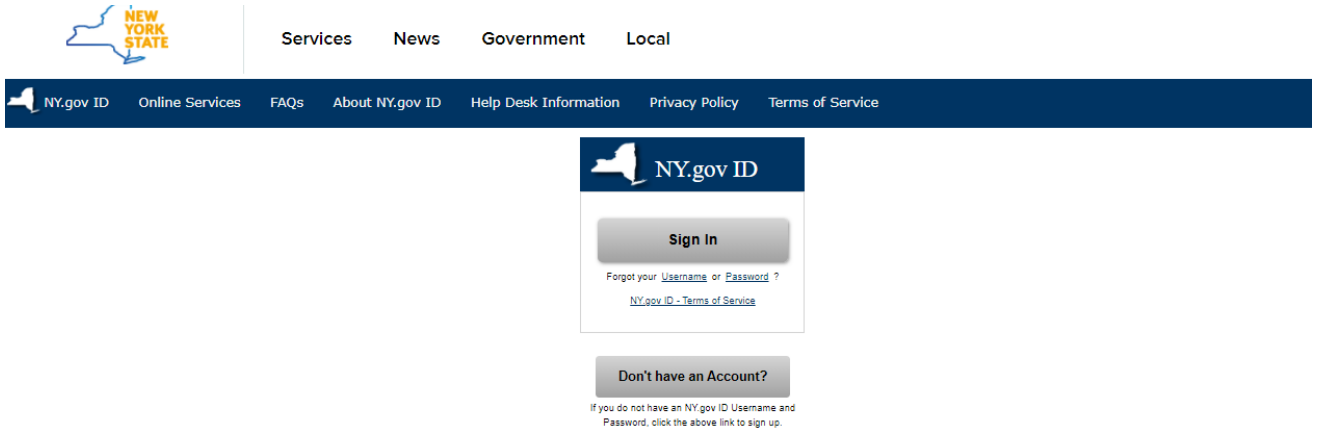 NEW
YORK
STATE
Services News Government Local
NY.gov ID Online Services FAQs About NY.gov ID Help Desk Information Privacy Policy Terms of Service
NY.gov ID
Sign In
Forgot your Username or Password ?
NY.gov ID - Terms of Service
Don't have an Account?
If you do not have an NY.gov ID Username and
Password, click the above link to sign up.